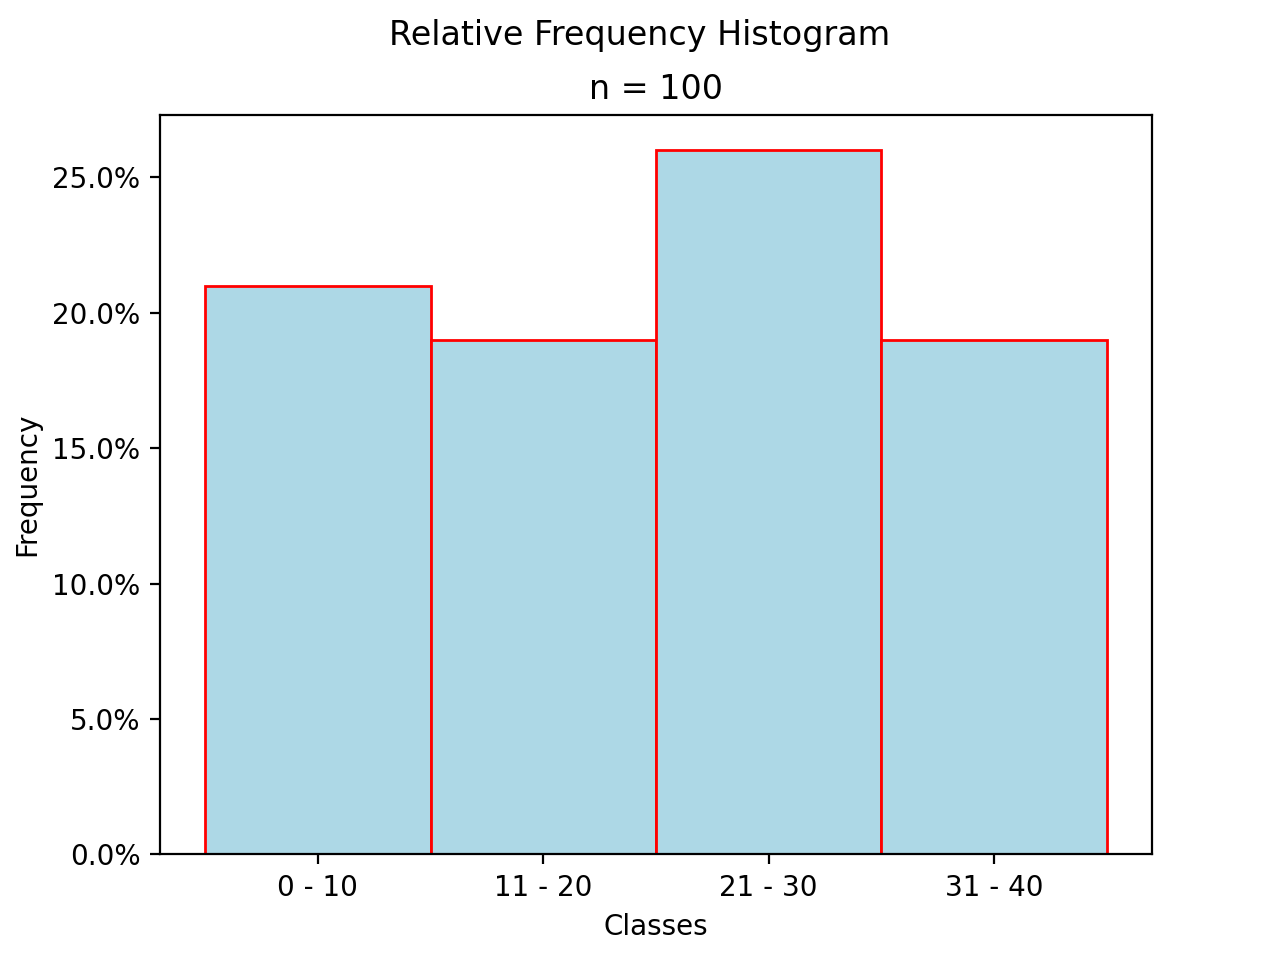 Relative Frequency Histogram
n = 100
25.0%
20.0%
15.0%
10.0%
5.0%
0.0%
Frequency
0 - 10
11 - 20
21 - 30
31 - 40
Classes